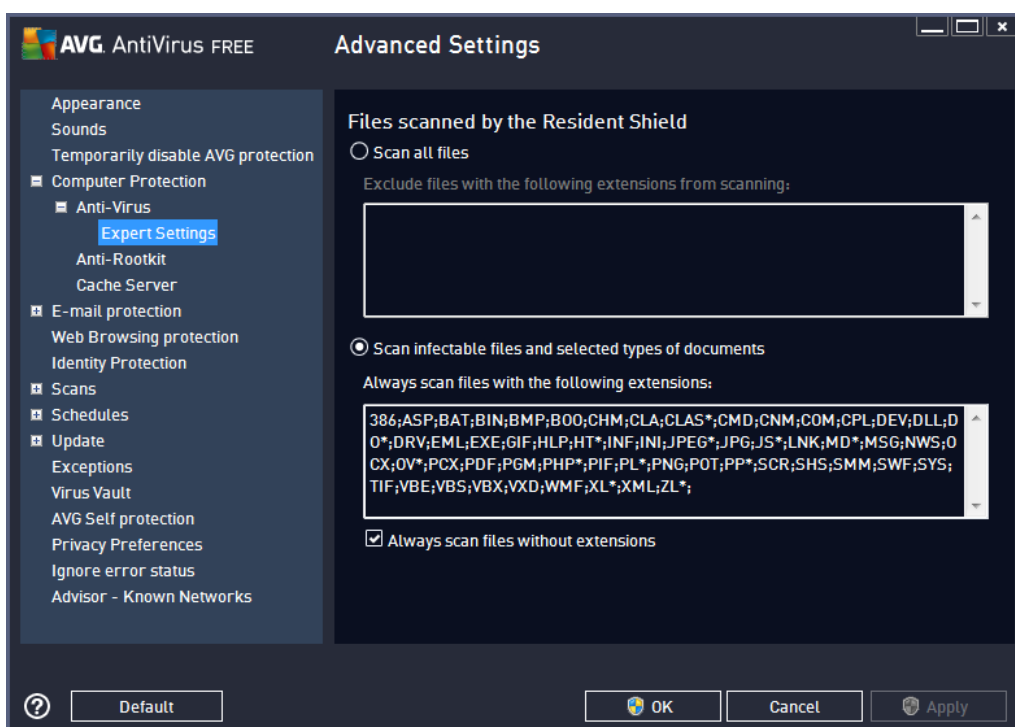 AVG. AntiVirus FREE
Advanced Settings
Appearance
Sounds
Temporarily disable AVG protection
Computer Protection
Anti-Virus
Expert Settings
Anti-Rootkit
Cache Server
E-mail protection
Web Browsing protection
Identity Protection
Scans
Schedules
Update
Exceptions
Virus Vault
AVG Self protection
Privacy Preferences
Ignore error status
Advisor - Known Networks
Files scanned by the Resident Shield
Scan all files
Exclude files with the following extensions from scanning:
Scan infectable files and selected types of documents
Always scan files with the following extensions:
386;ASP;BAT;BIN;BMP;BOO;CHM;CLA;CLAS*;CMD;CNM;COM;CPL;DEV;DLL;D
O*;DRV;EML;EXE;GIF;HLP;HT*;INF;INI;JPEG*;JPG;JS*;LNK;MD*;MSG;NWS;O
CX;OV*;PCX;PDF;PGM;PHP*;PIF;PL*;PNG;POT;PP*;SCR;SHS;SMM;SWF;SYS;
TIF;VBE;VBS;VBX;VXD;WMF;XL*;XML;ZL*;
Always scan files without extensions
? Default OK Cancel Apply